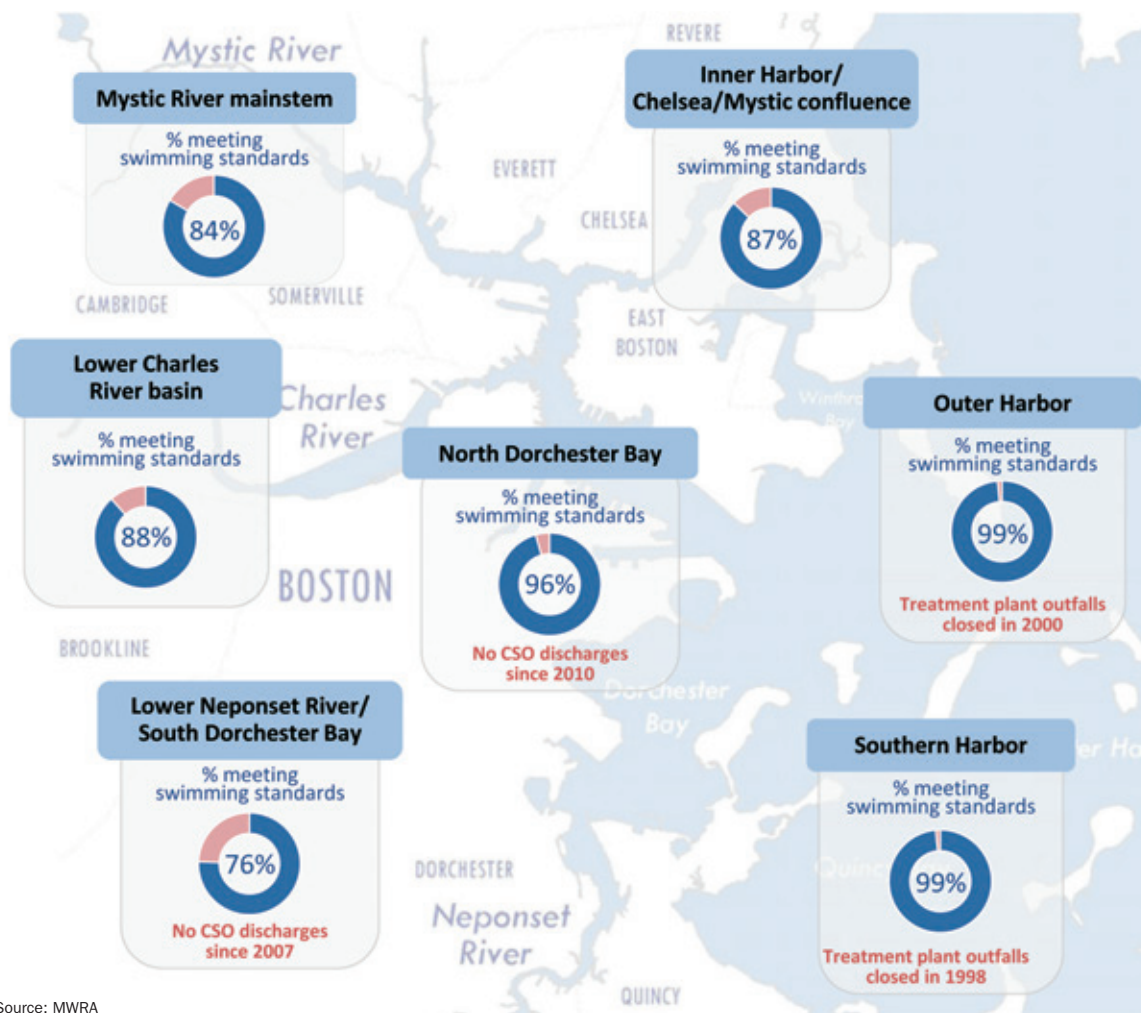 Mystic River
REVERE
Mystic River mainstem
% meeting
swimming standards
84%
Inner Harbor/
Chelsea/Mystic confluence
% meeting
swimming standards
87%
EVERETT
CHELSEA
CAMBRIDGE
SOMERVILLE
EAST
BOSTON
Lower Charles
River basin
% meeting
swimming standards
88%
Charles
River
North Dorchester Bay
% meeting
swimming standards
96%
No CSO discharges
since 2010
Bay
Outer Harbor
% meeting
swimming standards
99%
Treatment plant outfalls
closed in 2000
BOSTON
BROOKLINE
Dorchester
Bay
Lower Neponset River/
South Dorchester Bay
% meeting
swimming standards
76%
No CSO discharges
since 2007
Southern Harbor
% meeting
swimming standards
99%
Treatment plant outfalls
closed in 1998
DORCHESTER
Neponset
River
QUINCY
Source: MWRA